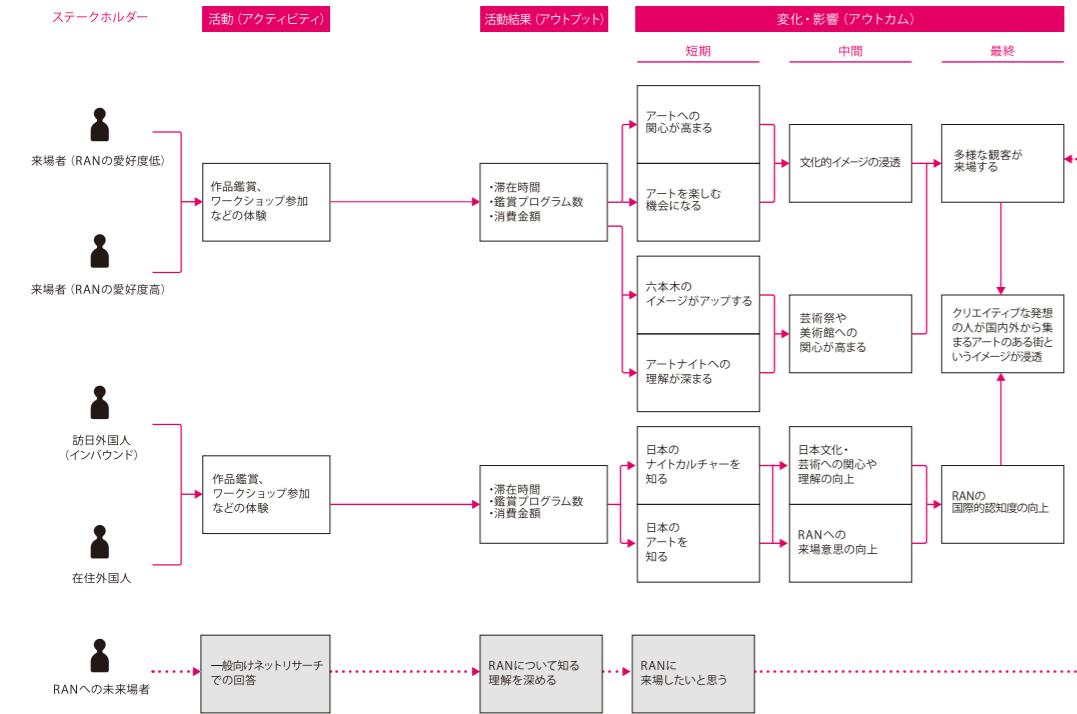 ステークホルダー
活動（アクティビティ）
活動結果（アウトプット）
変化・影響（アウトカム）
短期
中間
最終
来場者（RANの愛好度低）
来場者（RANの愛好度高）
作品鑑賞、
ワークショップ参加
などの体験
・滞在時間
・鑑賞プログラム数
・消費金額
アートへの
関心が高まる
アートを楽しむ
機会になる
六本木の
イメージがアップする
アートナイトへの
理解が深まる
文化的イメージの浸透
芸術祭や
美術館への
関心が高まる
多様な観客が
来場する
クリエイティブな発想
の人が国内外から集
まるアートのある街と
いうイメージが浸透
訪日外国人
（インバウンド）
在住外国人
作品鑑賞、
ワークショップ参加
などの体験
・滞在時間
・鑑賞プログラム数
・消費金額
日本の
ナイトカルチャーを
知る
日本の
アートを
知る
日本文化・
芸術への関心や
理解の向上
RANへの
来場意思の向上
RANの
国際的認知度の向上
RANへの未来場者
一般向けネットリサーチ
での回答
RANについて知る
理解を深める
RANに
来場したいと思う